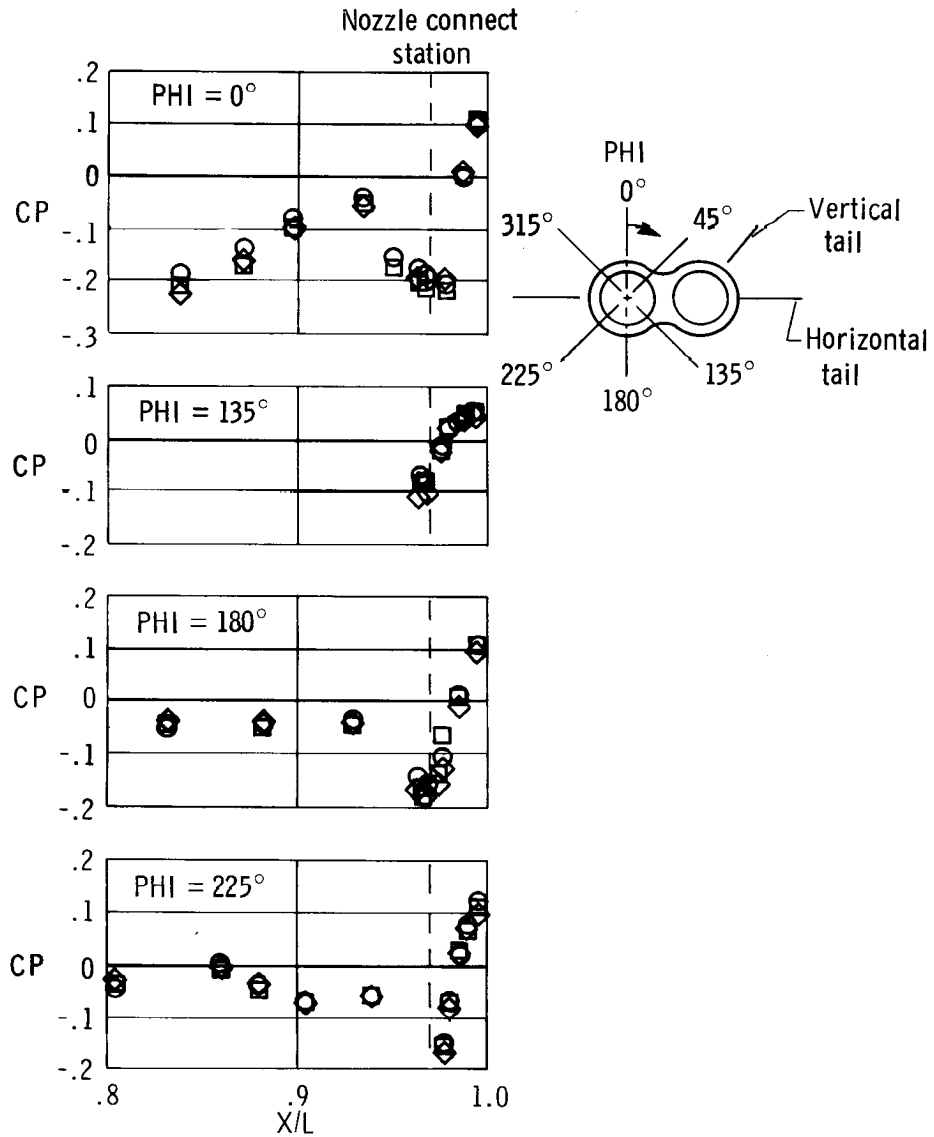 Nozzle connect
station
.2
PHI = 0°
.1
0
CP
-.1
-.2
-.3
PHI
0°
315°
45°
Vertical
tail
Horizontal
tail
225°
135°
180°
.1
PHI = 135°
0
CP
-.1
-.2
.2
PHI = 180°
.1
CP
0
-.1
-.2
.2
PHI = 225°
.1
CP
0
-.1
-.2
.8
.9
1.0
X/L